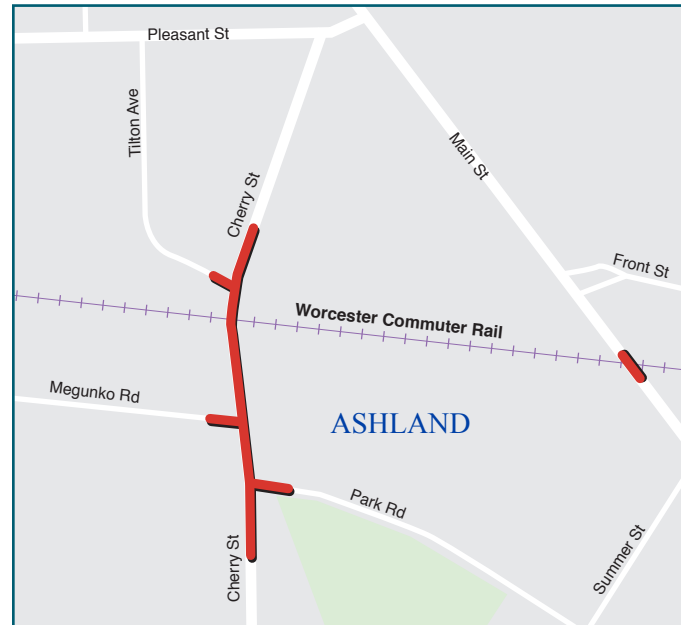 Pleasant St
Tilton Ave
Main St
Cherry St
Front St
Worcester Commuter Rail
Megunko Rd
ASHLAND
Park Rd
Cherry St
Summer St